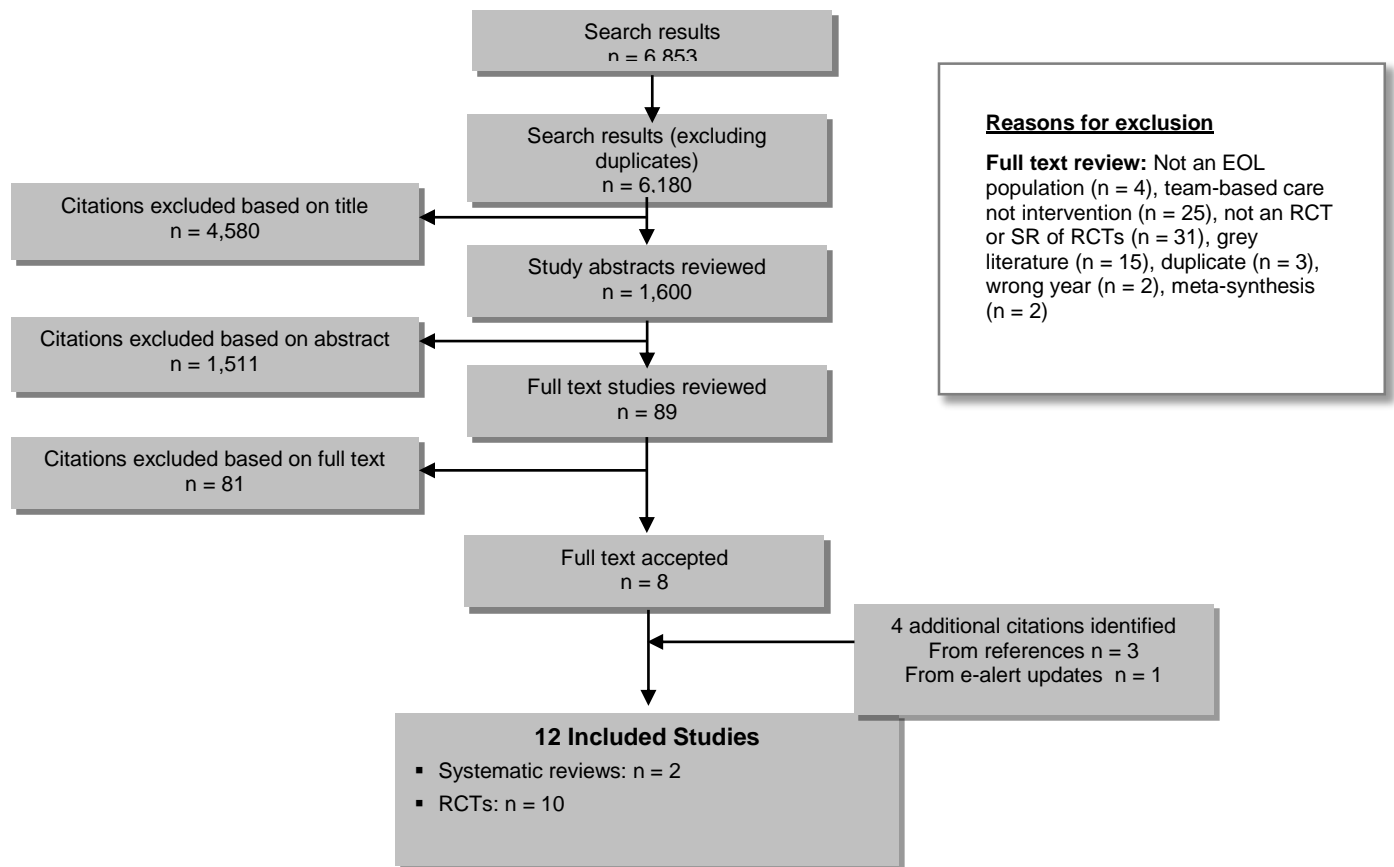 Search results
n = 6,853
Search results (excluding
duplicates)
n = 6,180
Citations excluded based on title
n = 4,580
Study abstracts reviewed
n = 1,600
Citations excluded based on abstract
n = 1,511
Full text studies reviewed
n = 89
Citations excluded based on full text
n = 81
Full text accepted
n = 8
4 additional citations identified
From references n = 3
From e-alert updates n = 1
12 Included Studies
▪ Systematic reviews: n = 2
▪ RCTs: n = 10
Reasons for exclusion
Full text review: Not an EOL
population (n = 4), team-based care
not intervention (n = 25), not an RCT
or SR of RCTs (n = 31), grey
literature (n = 15), duplicate (n = 3),
wrong year (n = 2), meta-synthesis
(n = 2)